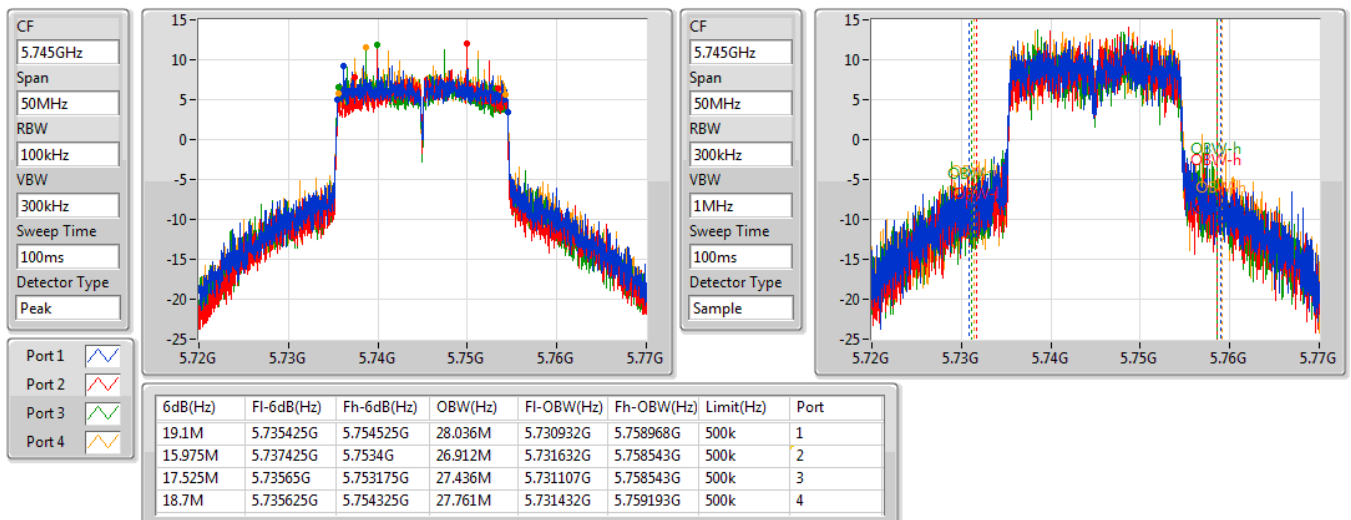 CF
5.745GHz
Span
50MHz
RBW
100kHz
VBW
300kHz
Sweep Time
100ms
Detector Type
Peak
15
10
5
0
-5
-10
-15
-20
-25
5.72G 5.73G 5.74G 5.75G 5.76G 5.77G
CF
5.745GHz
Span
50MHz
RBW
300kHz
VBW
1MHz
Sweep Time
100ms
Detector Type
Sample
15
10
5
0
-5
-10
-15
-20
-25
OBW-h
OBW-h
5.72G 5.73G 5.74G 5.75G 5.76G 5.77G
Port 1
Port 2
Port 3
Port 4
6dB(Hz) Fl-6dB(Hz) Fh-6dB(Hz) OBW(Hz) Fl-OBW(Hz) Fh-OBW(Hz) Limit(Hz) Port
19.1M 5.735425G 5.754525G 28.036M 5.730932G 5.758968G 500k 1
15.975M 5.737425G 5.7534G 26.912M 5.731632G 5.758543G 500k 2
17.525M 5.73565G 5.753175G 27.436M 5.731107G 5.758543G 500k 3
18.7M 5.735625G 5.754325G 27.761M 5.731432G 5.759193G 500k 4